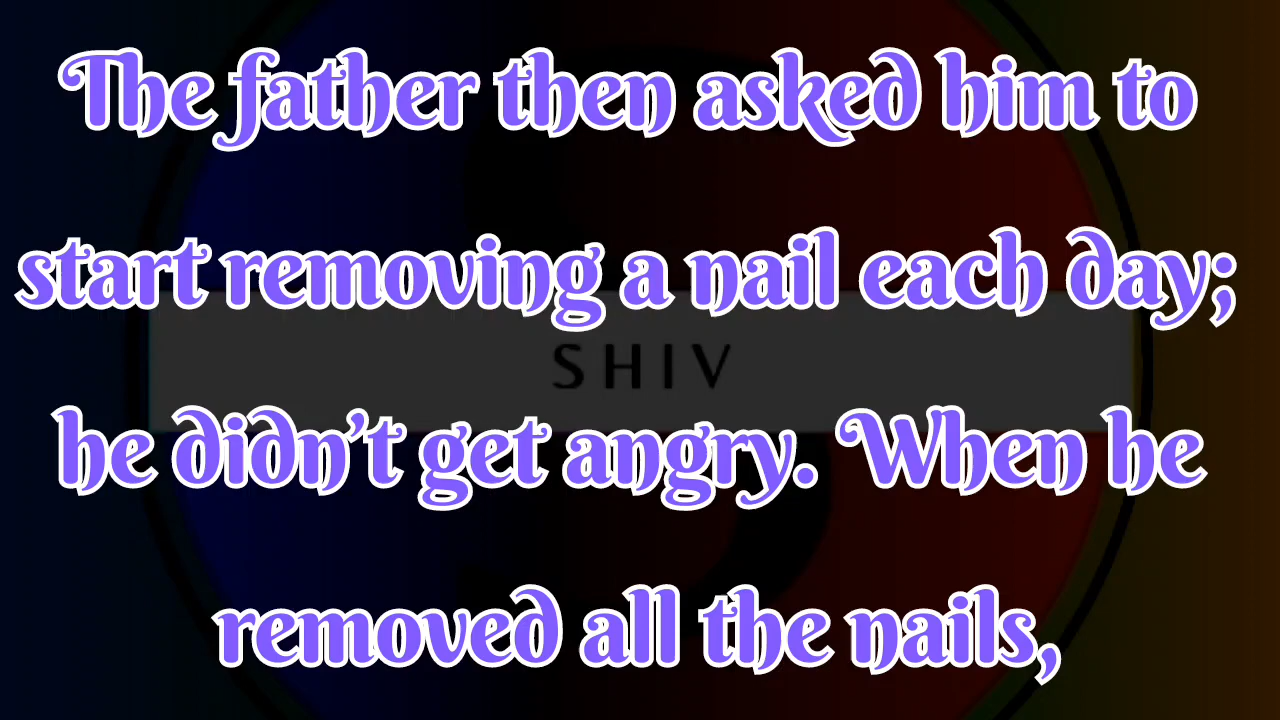 The father then asked him to
start removing a nail each day;
SHIV
he didn’t get angry. When he
removed all the nails,